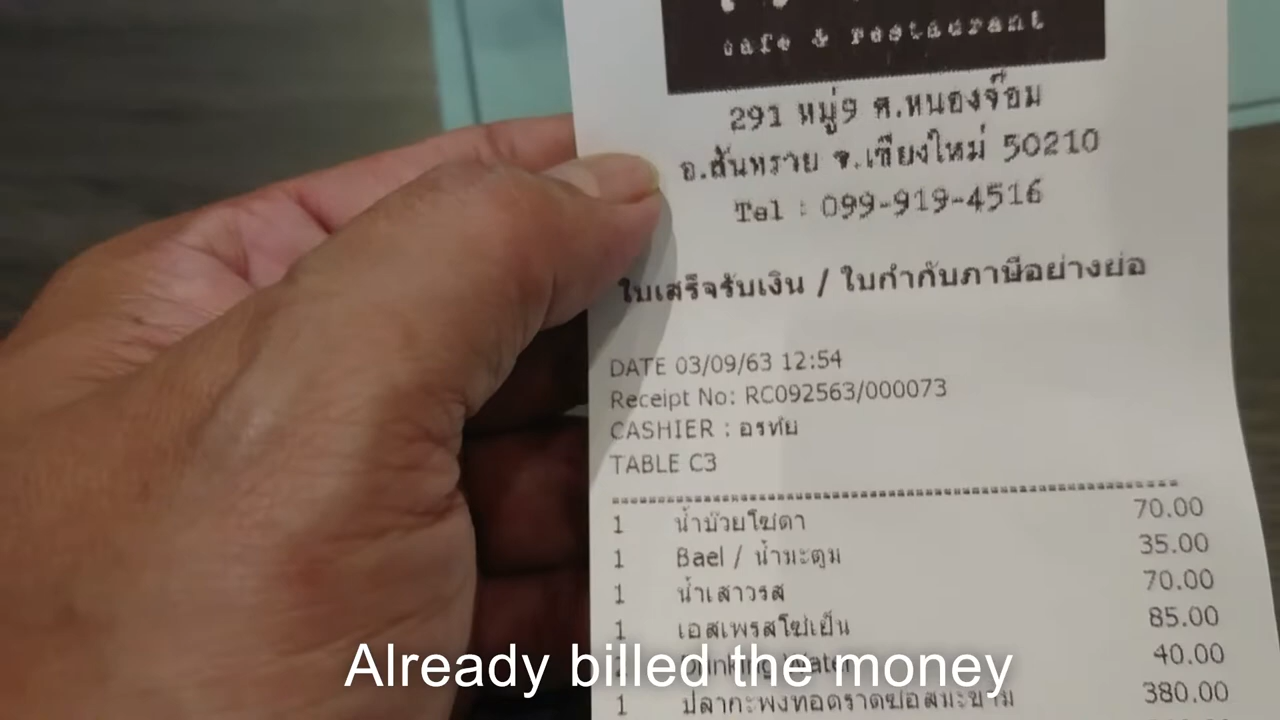 cafe & restaurant
291 หมู่9 ต.หนองจ๊อม
อ.สันทราย จ.เชียงใหม่ 50210
Tel : 099-919-4516
ใบเสร็จรับเงิน / ใบกำกับภาษีอย่างย่อ
DATE 03/09/63 12:54
Receipt No: RC092563/000073
CASHIER : อรทัย
TABLE C3
1 น้ำบ๊วยโซดา 70.00
1 Bael / น้ำมะตูม 35.00
1 น้ำเสาวรส 70.00
1 เอสเพรสโซ่เย็น 85.00
2 Drinking Water 40.00
1 ปลากะพงทอดราดซอสมะขาม 380.00
Already billed the money